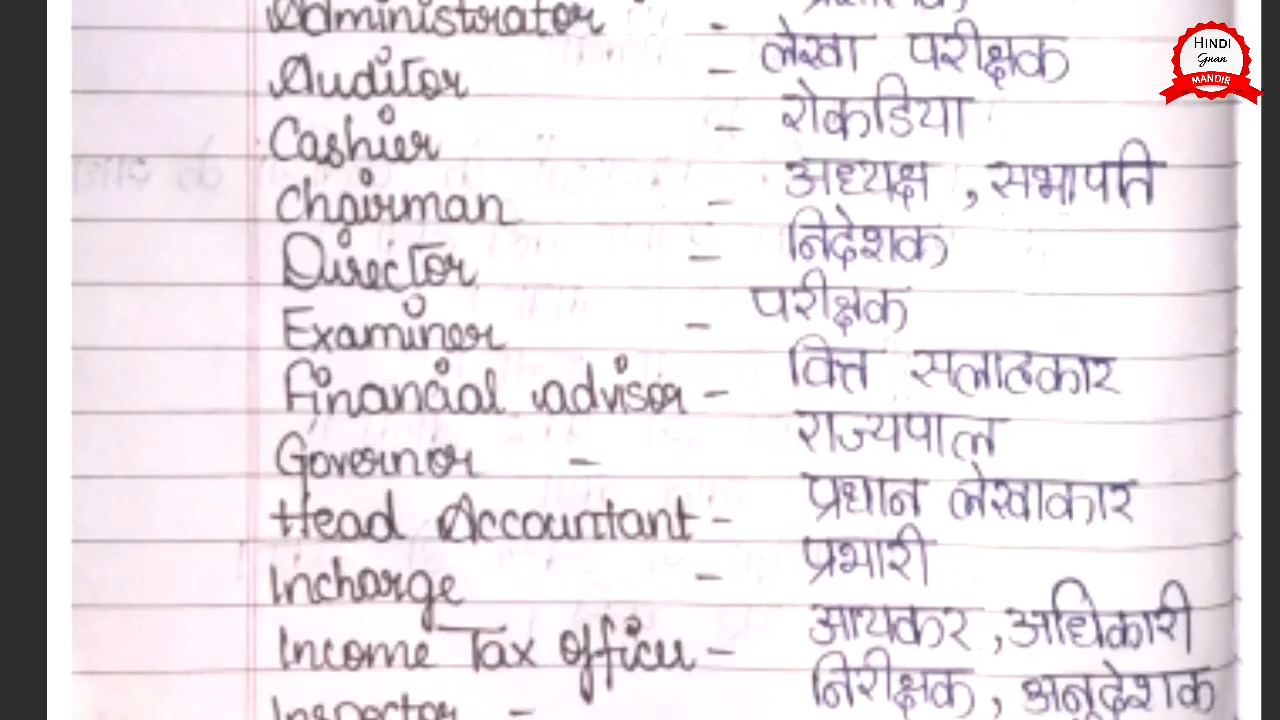 Administrator -
Auditor - लेखा परीक्षक
Cashier - रोकडिया
Chairman - अध्यक्ष , सभापति
Director - निदेशक
Examiner - परीक्षक
Financial advisor - वित्त सलाहकार
Governor - राज्यपाल
Head Accountant - प्रधान लेखाकार
Incharge - प्रभारी
Income Tax officer - आयकर , अधिकारी
Inspector - निरीक्षक , अनुदेशक
HINDI
Gyan
MANDIR